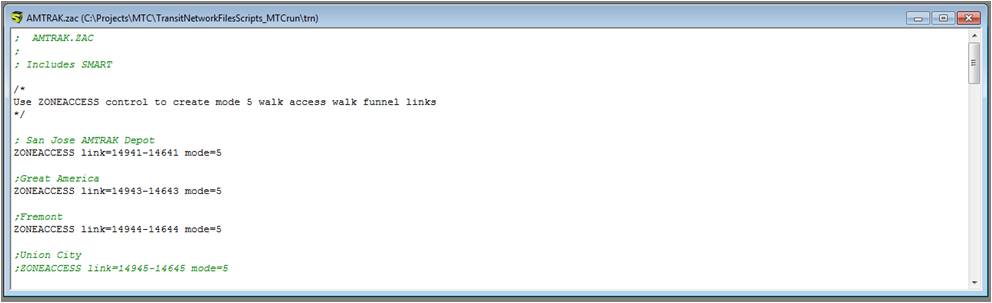 AMTRAK.zac (C:\Projects\MTC\TransitNetworkFilesScripts_MTCrun\trn)
;  AMTRAK.ZAC
;
; Includes SMART
/*
Use ZONEACCESS control to create mode 5 walk access walk funnel links
*/
; San Jose AMTRAK Depot
ZONEACCESS link=14941-14641 mode=5
;Great America
ZONEACCESS link=14943-14643 mode=5
;Fremont
ZONEACCESS link=14944-14644 mode=5
;Union City
;ZONEACCESS link=14945-14645 mode=5